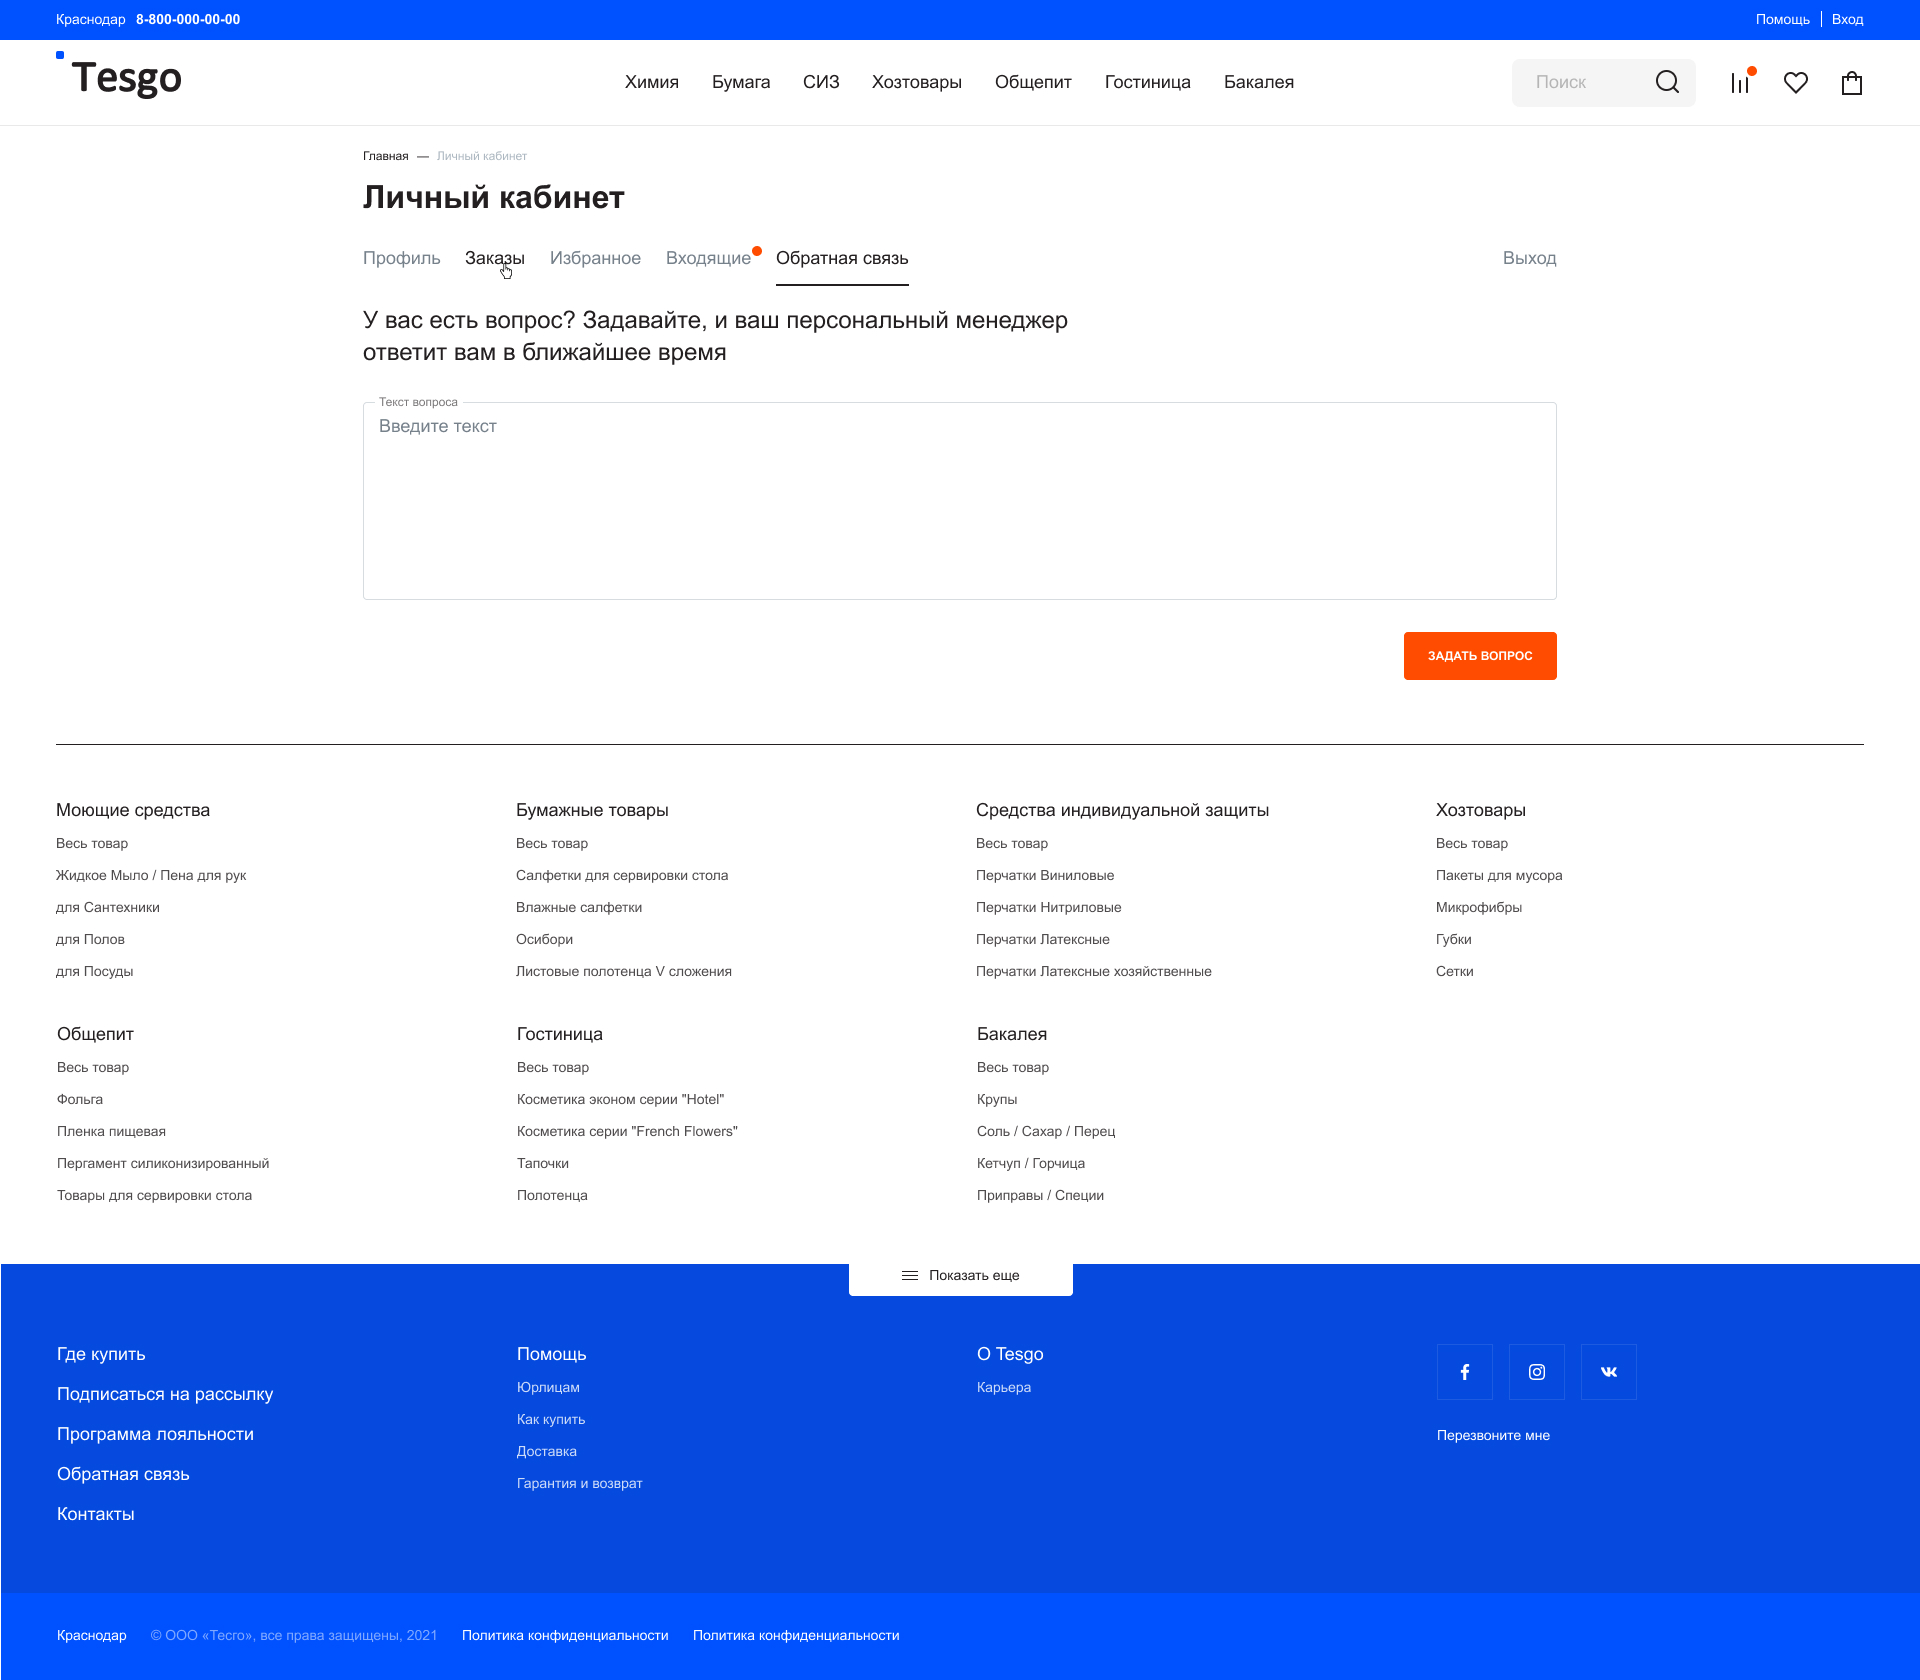 Краснодар 8-800-000-00-00
Помощь Вход
Tesgo
Химия Бумага СИЗ Хозтовары Общепит Гостиница Бакалея
Поиск
Главная — Личный кабинет
Личный кабинет
Профиль Заказы Избранное Входящие Обратная связь Выход
У вас есть вопрос? Задавайте, и ваш персональный менеджер
ответит вам в ближайшее время
Текст вопроса
Введите текст
ЗАДАТЬ ВОПРОС
Моющие средства
Весь товар
Жидкое Мыло / Пена для рук
для Сантехники
для Полов
для Посуды
Бумажные товары
Весь товар
Салфетки для сервировки стола
Влажные салфетки
Осибори
Листовые полотенца V сложения
Средства индивидуальной защиты
Весь товар
Перчатки Виниловые
Перчатки Нитриловые
Перчатки Латексные
Перчатки Латексные хозяйственные
Хозтовары
Весь товар
Пакеты для мусора
Микрофибры
Губки
Сетки
Общепит
Весь товар
Фольга
Пленка пищевая
Пергамент силиконизированный
Товары для сервировки стола
Гостиница
Весь товар
Косметика эконом серии "Hotel"
Косметика серии "French Flowers"
Тапочки
Полотенца
Бакалея
Весь товар
Крупы
Соль / Сахар / Перец
Кетчуп / Горчица
Приправы / Специи
Показать еще
Где купить
Подписаться на рассылку
Программа лояльности
Обратная связь
Контакты
Помощь
Юрлицам
Как купить
Доставка
Гарантия и возврат
О Tesgo
Карьера
Перезвоните мне
Краснодар © ООО «Тесго», все права защищены, 2021 Политика конфиденциальности Политика конфиденциальности